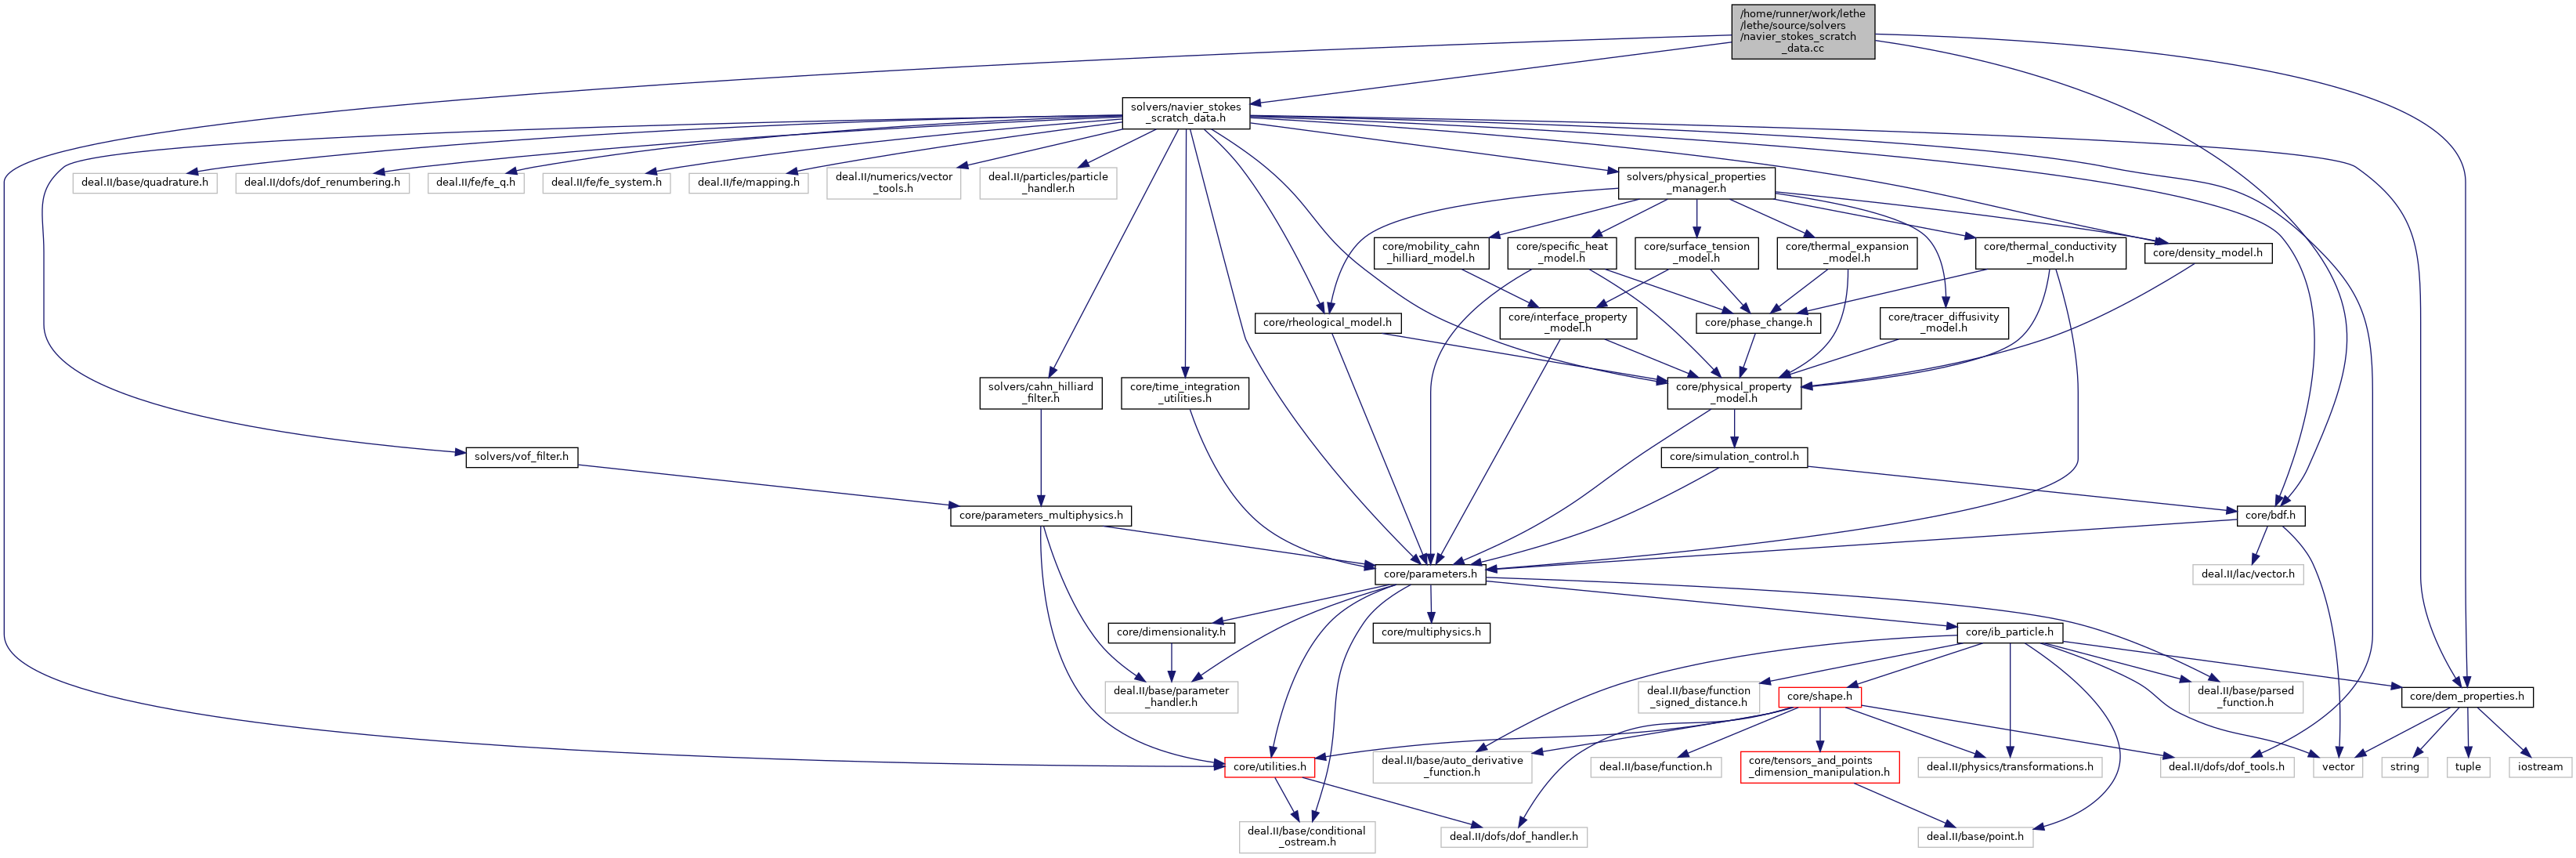 /home/runner/work/lethe
/lethe/source/solvers
/navier_stokes_scratch
_data.cc
solvers/navier_stokes
_scratch_data.h
deal.II/base/quadrature.h
deal.II/dofs/dof_renumbering.h
deal.II/fe/fe_q.h
deal.II/fe/fe_system.h
deal.II/fe/mapping.h
deal.II/numerics/vector
_tools.h
deal.II/particles/particle
_handler.h
solvers/physical_properties
_manager.h
core/mobility_cahn
_hilliard_model.h
core/specific_heat
_model.h
core/surface_tension
_model.h
core/thermal_expansion
_model.h
core/thermal_conductivity
_model.h
core/density_model.h
core/rheological_model.h
core/interface_property
_model.h
core/phase_change.h
core/tracer_diffusivity
_model.h
solvers/cahn_hilliard
_filter.h
core/time_integration
_utilities.h
core/physical_property
_model.h
solvers/vof_filter.h
core/simulation_control.h
core/parameters_multiphysics.h
core/bdf.h
core/parameters.h
deal.II/lac/vector.h
core/dimensionality.h
core/multiphysics.h
core/ib_particle.h
deal.II/base/parameter
_handler.h
deal.II/base/function
_signed_distance.h
core/shape.h
deal.II/base/parsed
_function.h
core/dem_properties.h
core/utilities.h
deal.II/base/auto_derivative
_function.h
deal.II/base/function.h
core/tensors_and_points
_dimension_manipulation.h
deal.II/physics/transformations.h
deal.II/dofs/dof_tools.h
vector
string
tuple
iostream
deal.II/base/conditional
_ostream.h
deal.II/dofs/dof_handler.h
deal.II/base/point.h